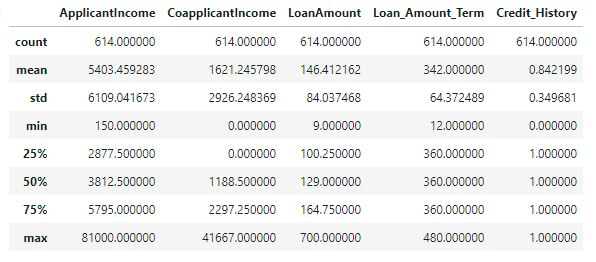 ApplicantIncome CoapplicantIncome LoanAmount Loan_Amount_Term Credit_History
count 614.000000 614.000000 614.000000 614.000000 614.000000
mean 5403.459283 1621.245798 146.412162 342.000000 0.842199
std 6109.041673 2926.248369 84.037468 64.372489 0.349681
min 150.000000 0.000000 9.000000 12.000000 0.000000
25% 2877.500000 0.000000 100.250000 360.000000 1.000000
50% 3812.500000 1188.500000 129.000000 360.000000 1.000000
75% 5795.000000 2297.250000 164.750000 360.000000 1.000000
max 81000.000000 41667.000000 700.000000 480.000000 1.000000